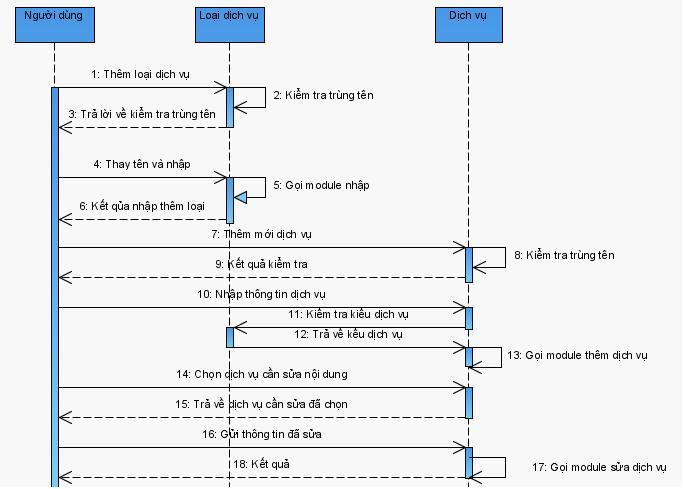 Người dùng
Loại dịch vụ
Dịch vụ
1: Thêm loại dịch vụ
2: Kiểm tra trùng tên
3: Trả lời về kiểm tra trùng tên
4: Thay tên và nhập
5: Gọi module nhập
6: Kết qủa nhập thêm loại
7: Thêm mới dịch vụ
8: Kiểm tra trùng tên
9: Kết quả kiểm tra
10: Nhập thông tin dịch vụ
11: Kiểm tra kiểu dịch vụ
12: Trả về kểu dịch vụ
13: Gọi module thêm dịch vụ
14: Chọn dịch vụ cần sửa nội dung
15: Trả về dịch vụ cần sửa đã chọn
16: Gửi thông tin đã sửa
17: Gọi module sửa dịch vụ
18: Kết quả